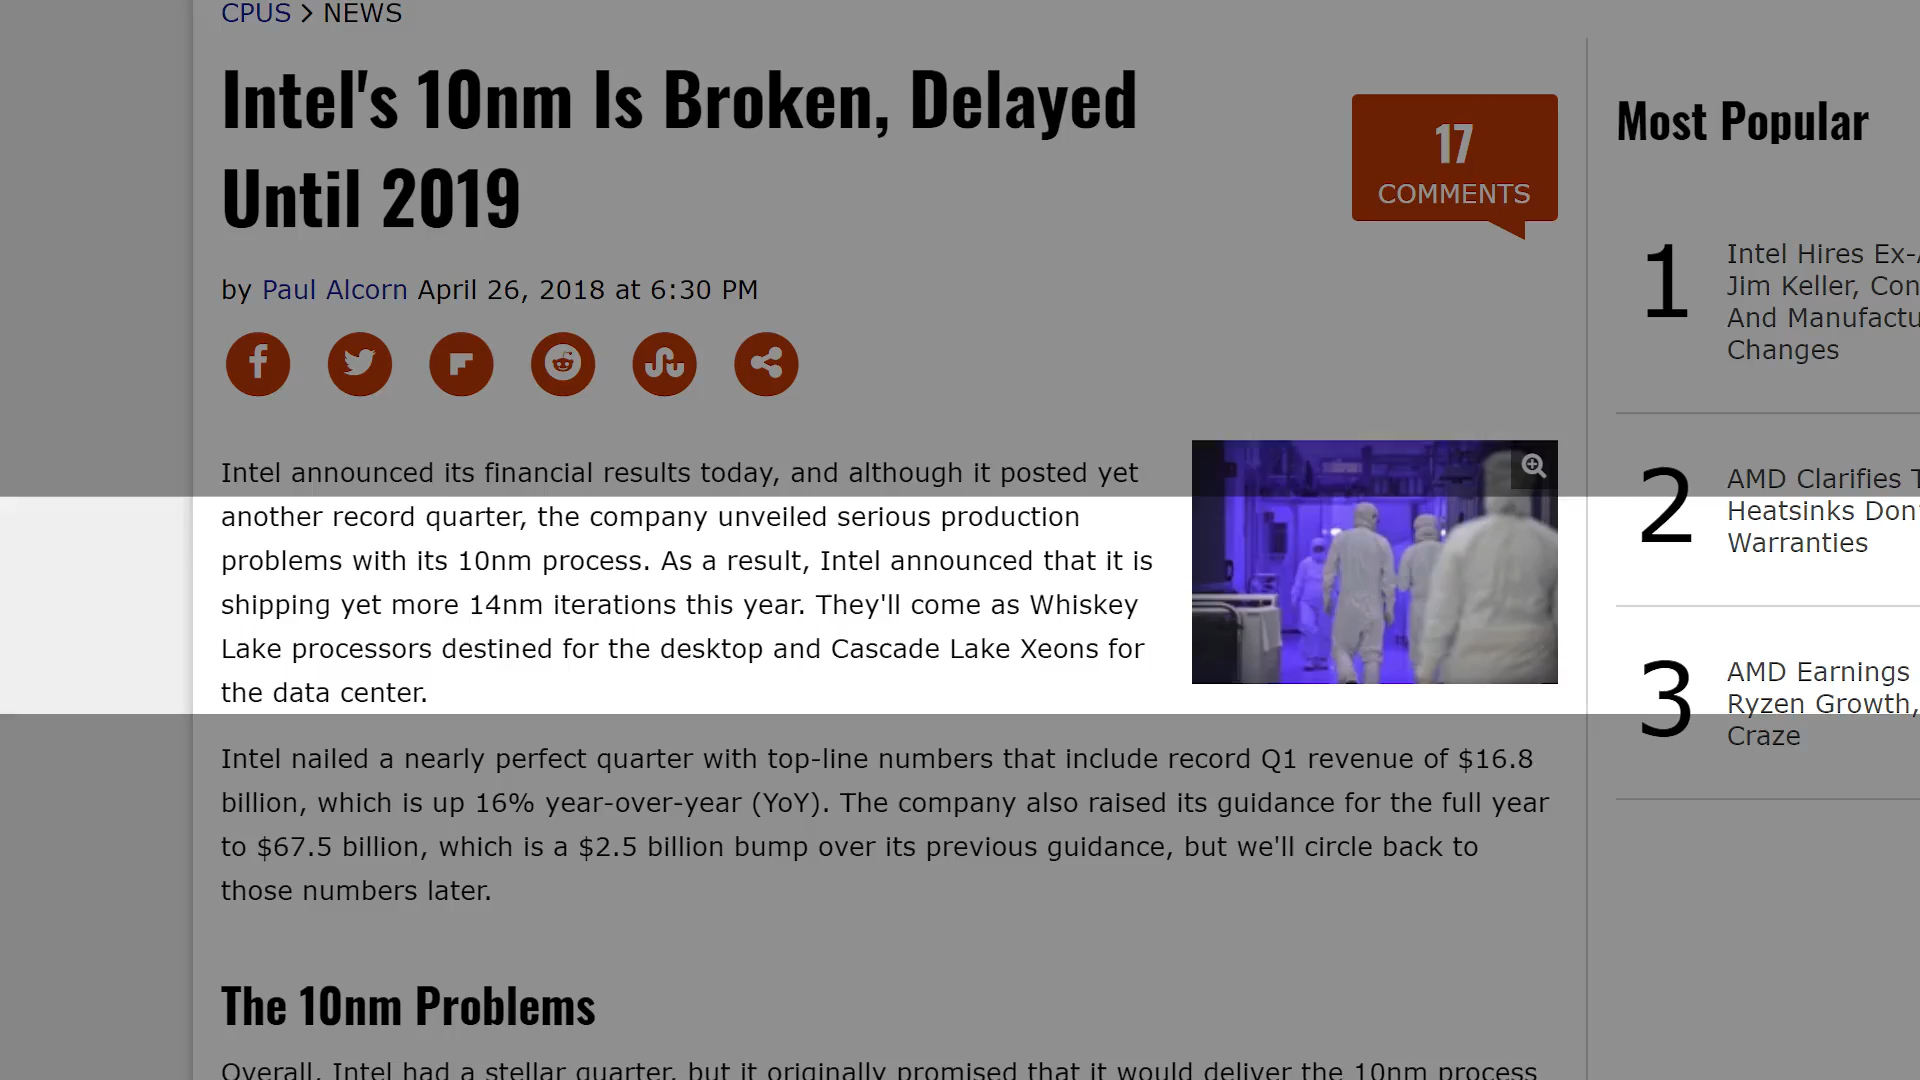 CPUS > NEWS
Intel's 10nm Is Broken, Delayed
Until 2019
17
COMMENTS
by Paul Alcorn April 26, 2018 at 6:30 PM
Intel announced its financial results today, and although it posted yet
another record quarter, the company unveiled serious production
problems with its 10nm process. As a result, Intel announced that it is
shipping yet more 14nm iterations this year. They'll come as Whiskey
Lake processors destined for the desktop and Cascade Lake Xeons for
the data center.
Intel nailed a nearly perfect quarter with top-line numbers that include record Q1 revenue of $16.8
billion, which is up 16% year-over-year (YoY). The company also raised its guidance for the full year
to $67.5 billion, which is a $2.5 billion bump over its previous guidance, but we'll circle back to
those numbers later.
The 10nm Problems
Overall, Intel had a stellar quarter, but it originally promised that it would deliver the 10nm process
Most Popular
1
Intel Hires Ex-
Jim Keller,
And
Changes
2
AMD Clarifies
Heatsinks
Warranties
3
AMD Earnings
Ryzen Growth,
Craze